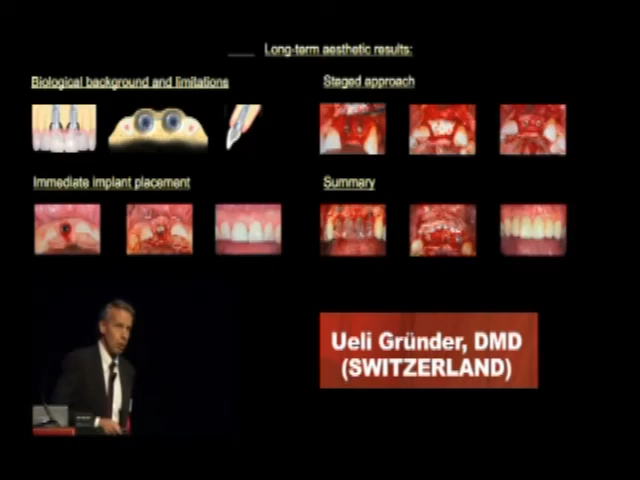 Long-term aesthetic results:
Biological background and limitations
Staged approach
Immediate implant placement
Summary
Ueli Gründer, DMD
(SWITZERLAND)